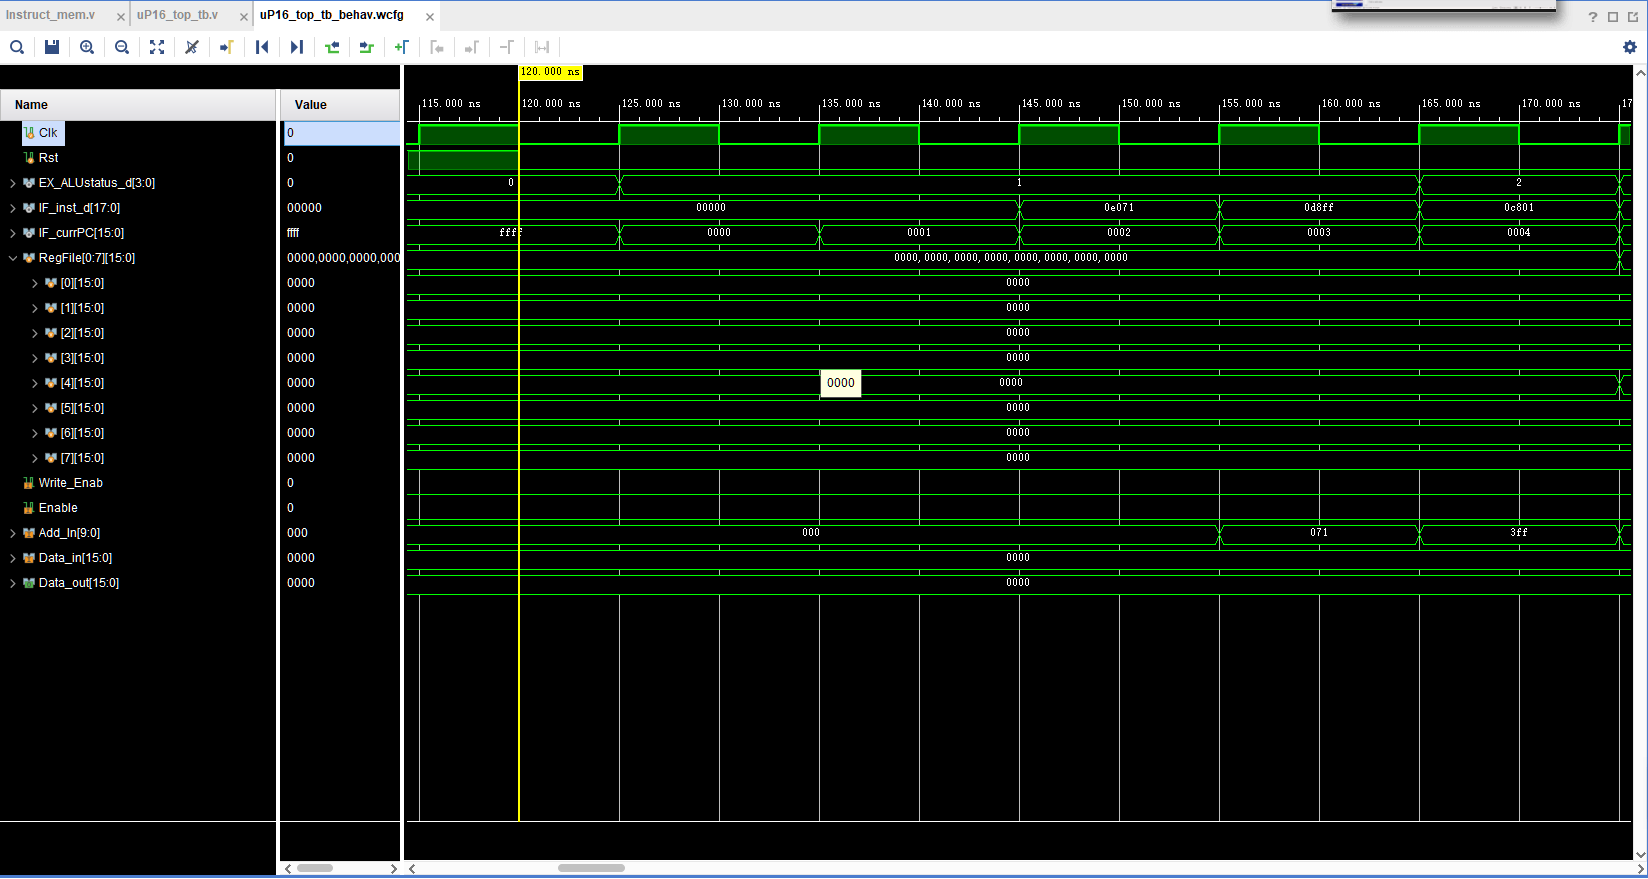 Instruct_mem.v uP16_top_tb.v uP16_top_tb_behav.wcfg
120.000 ns
Name Value 115.000 ns 120.000 ns 125.000 ns 130.000 ns 135.000 ns 140.000 ns 145.000 ns 150.000 ns 155.000 ns 160.000 ns 165.000 ns 170.000 ns 17
Clk 0
Rst 0
EX_ALUstatus_d[3:0] 0 0 1 2
IF_inst_d[17:0] 00000 00000 0e071 0d8ff 0c801
IF_currPC[15:0] ffff ffff 0000 0001 0002 0003 0004
RegFile[0:7][15:0] 0000,0000,0000,000 0000, 0000, 0000, 0000, 0000, 0000, 0000, 0000
[0][15:0] 0000 0000
[1][15:0] 0000 0000
[2][15:0] 0000 0000
[3][15:0] 0000 0000
[4][15:0] 0000 0000 0000
[5][15:0] 0000 0000
[6][15:0] 0000 0000
[7][15:0] 0000 0000
Write_Enab 0
Enable 0
Add_In[9:0] 000 000 071 3ff
Data_in[15:0] 0000 0000
Data_out[15:0] 0000 0000